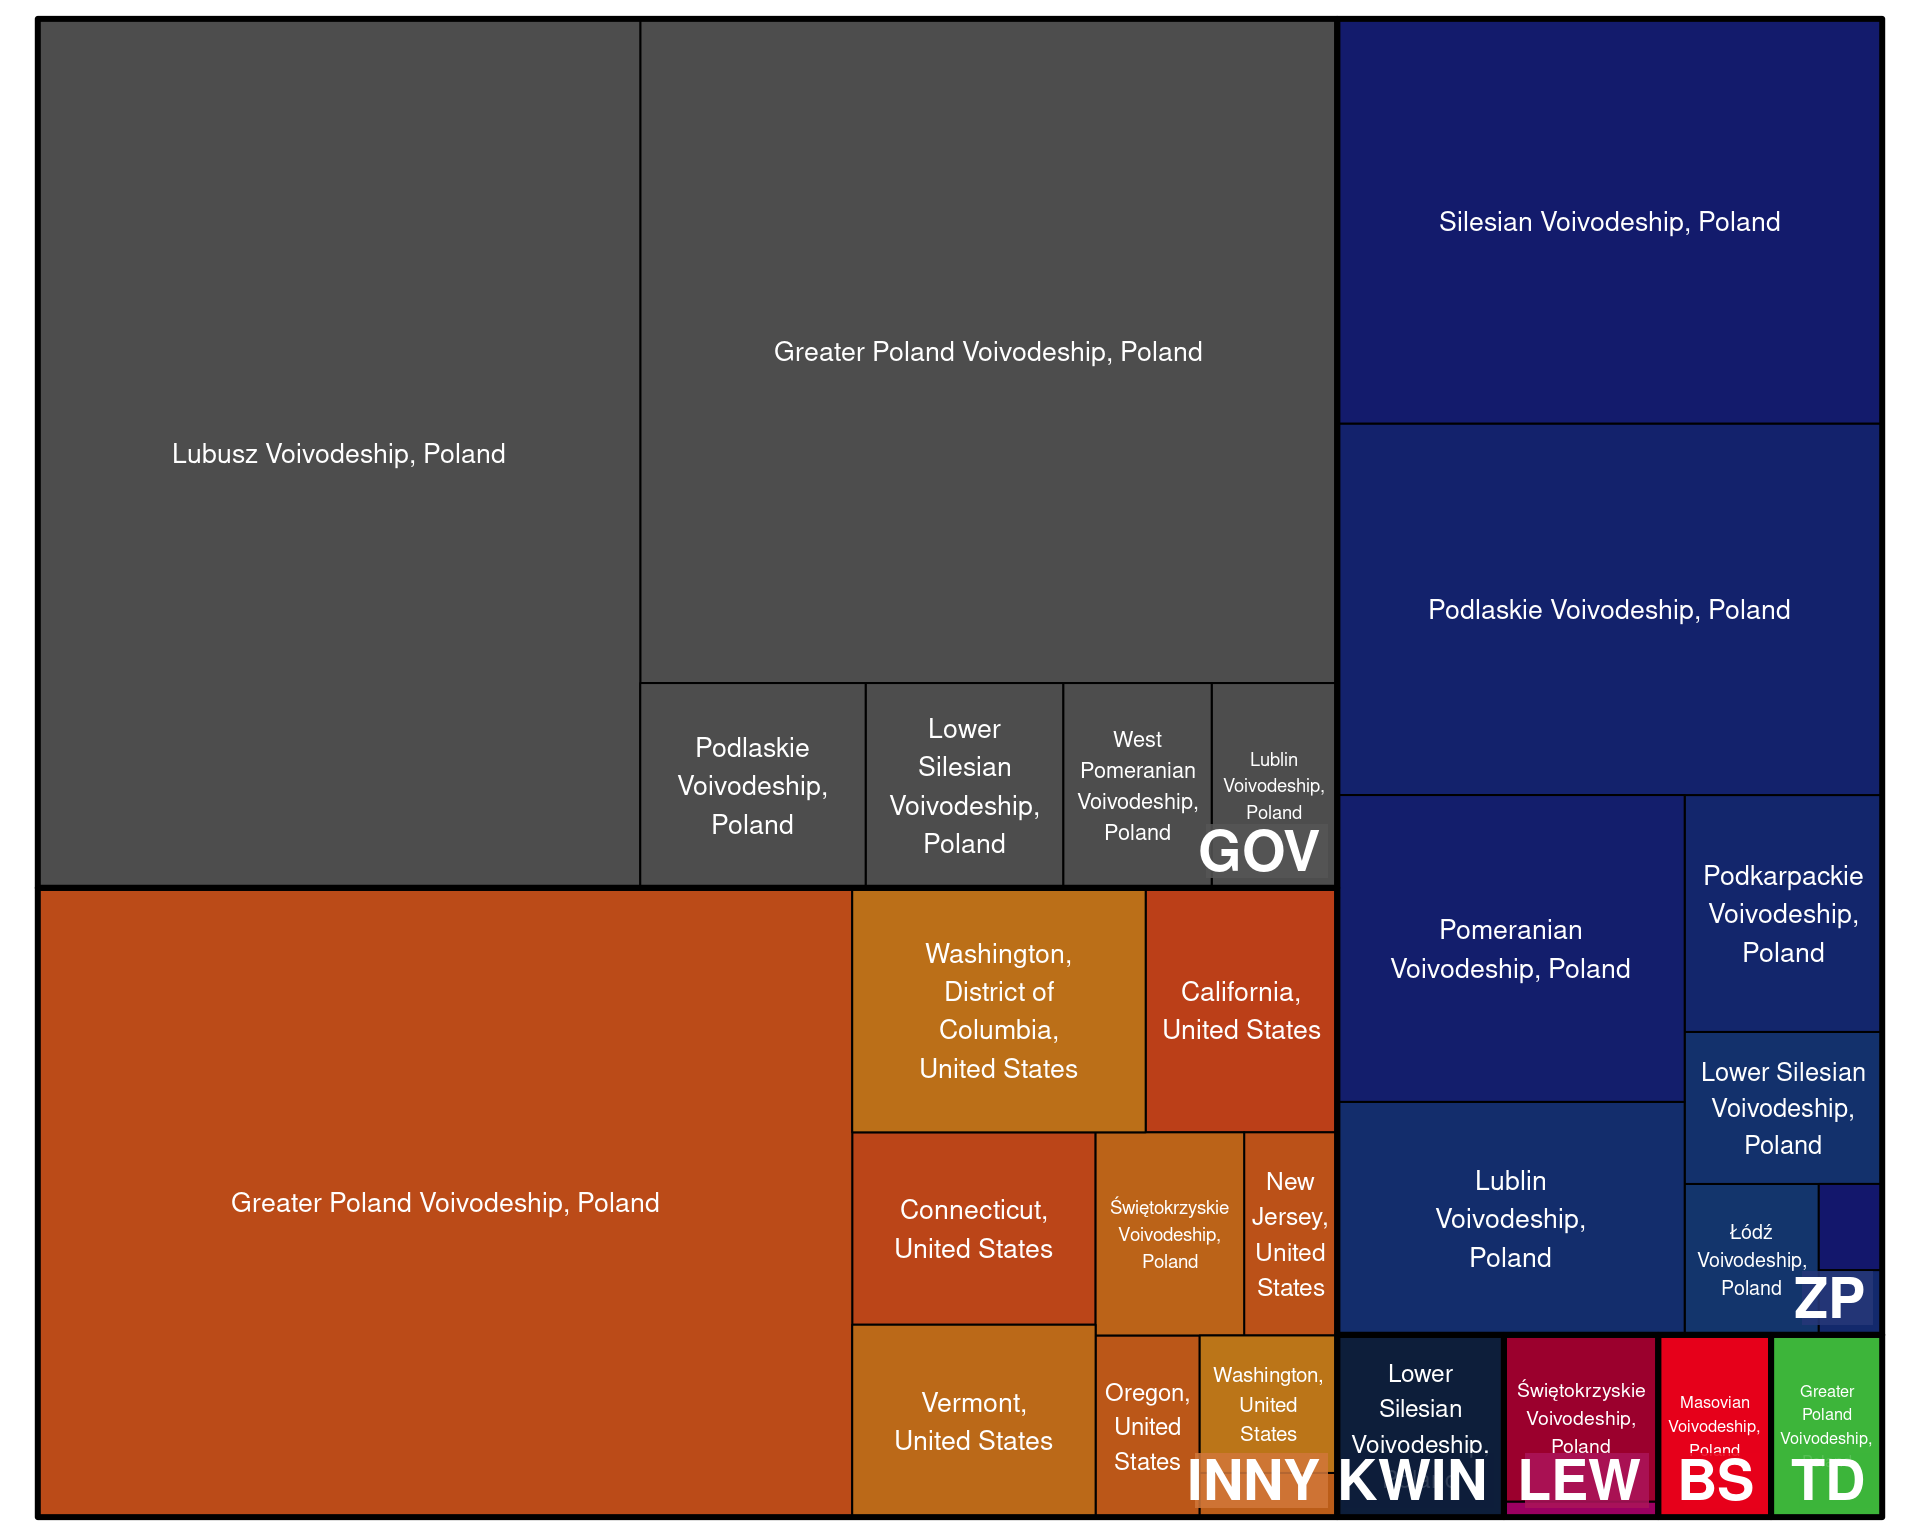 Lubusz Voivodeship, Poland
Greater Poland Voivodeship, Poland
Podlaskie
Voivodeship,
Poland
Lower
Silesian
Voivodeship,
Poland
West
Pomeranian
Voivodeship,
Poland
Lublin
Voivodeship,
Poland
GOV
Silesian Voivodeship, Poland
Podlaskie Voivodeship, Poland
Pomeranian
Voivodeship, Poland
Podkarpackie
Voivodeship,
Poland
Lower Silesian
Voivodeship,
Poland
Lublin
Voivodeship,
Poland
Łódź
Voivodeship,
Poland
ZP
Greater Poland Voivodeship, Poland
Washington,
District of
Columbia,
United States
California,
United States
Connecticut,
United States
Świętokrzyskie
Voivodeship,
Poland
New
Jersey,
United
States
Vermont,
United States
Oregon,
United
States
Washington,
United
States
INNY
Lower
Silesian
Voivodeship,
KWIN
Świętokrzyskie
Voivodeship,
Poland
LEW
Masovian
Voivodeship,
Poland
BS
Greater
Poland
Voivodeship,
TD